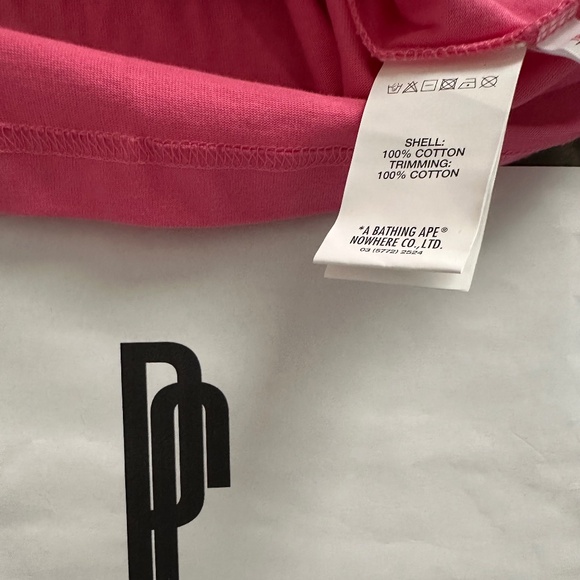 SHELL:
100% COTTON
TRIMMING:
100% COTTON
*A BATHING APE®
NOWHERE CO., LTD.
03 (5772) 2524